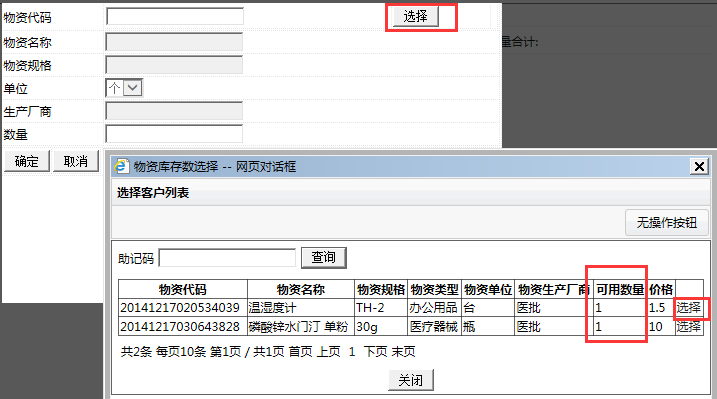 物资代码 选择
物资名称 量合计:
物资规格
单位 个
生产厂商
数量
确定 取消
物资库存数选择 -- 网页对话框
选择客户列表
无操作按钮
助记码 查询
物资代码 物资名称 物资规格 物资类型 物资单位 物资生产厂商 可用数量 价格
20141217020534039 温湿度计 TH-2 办公用品 台 医批 1 1.5 选择
20141217030643828 磷酸锌水门汀 单粉 30g 医疗器械 瓶 医批 1 10 选择
共2条 每页10条 第1页 / 共1页 首页 上页 1 下页 末页
关闭